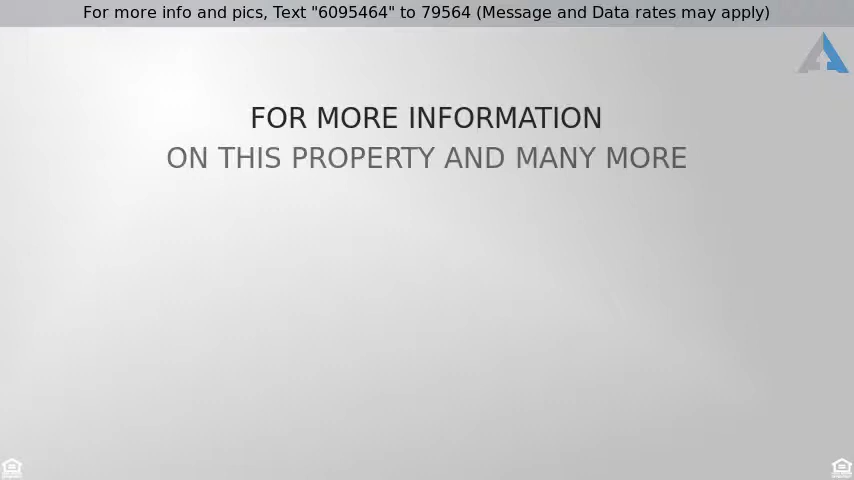 For more info and pics, Text "6095464" to 79564 (Message and Data rates may apply)
FOR MORE INFORMATION
ON THIS PROPERTY AND MANY MORE